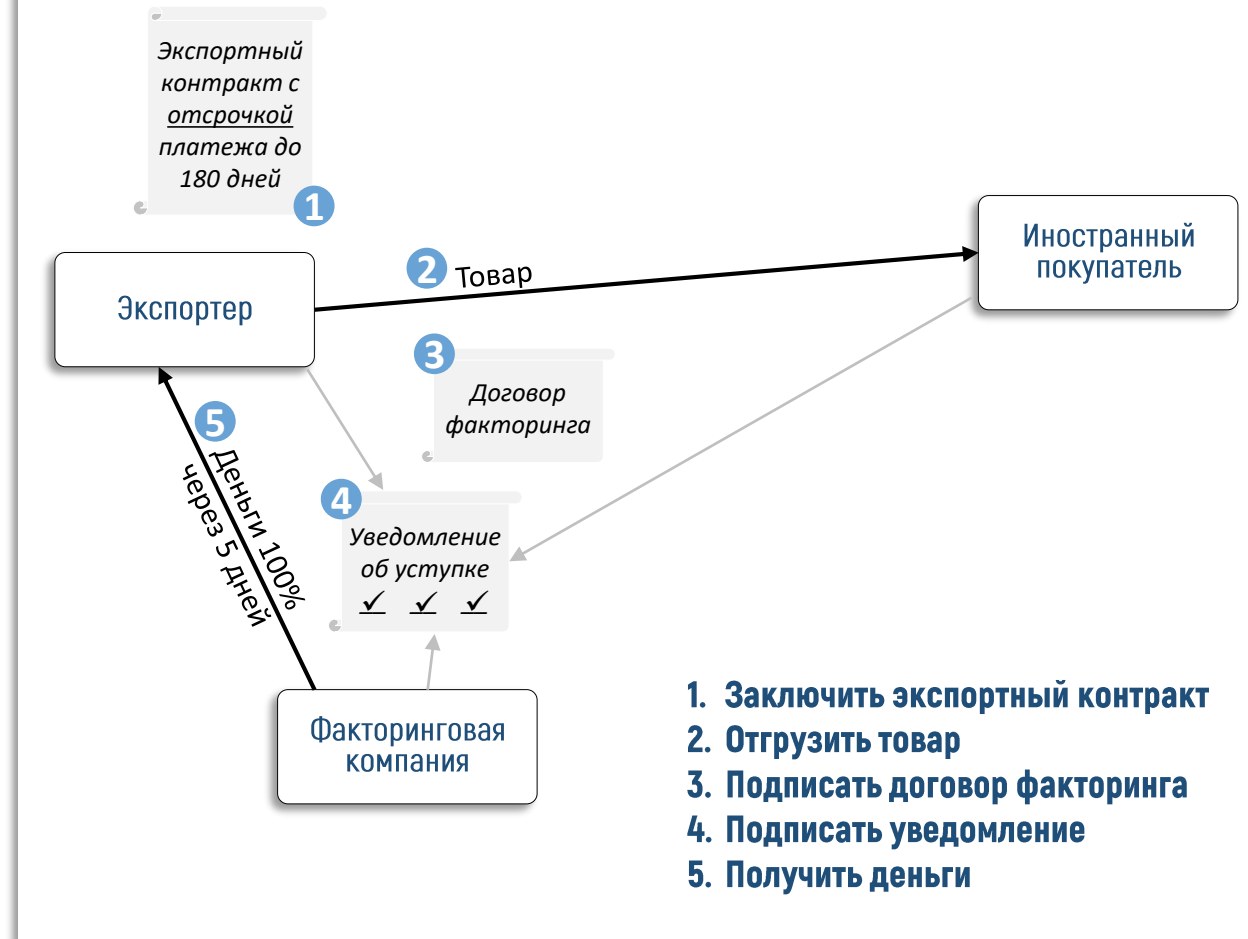 Экспортный
контракт с
отсрочкой
платежа до
180 дней
1
Экспортер
2 Товар
Иностранный
покупатель
3
Договор
факторинга
5
Деньги 100%
через 5 дней
4
Уведомление
об уступке
✓ ✓ ✓
Факторинговая
компания
1. Заключить экспортный контракт
2. Отгрузить товар
3. Подписать договор факторинга
4. Подписать уведомление
5. Получить деньги